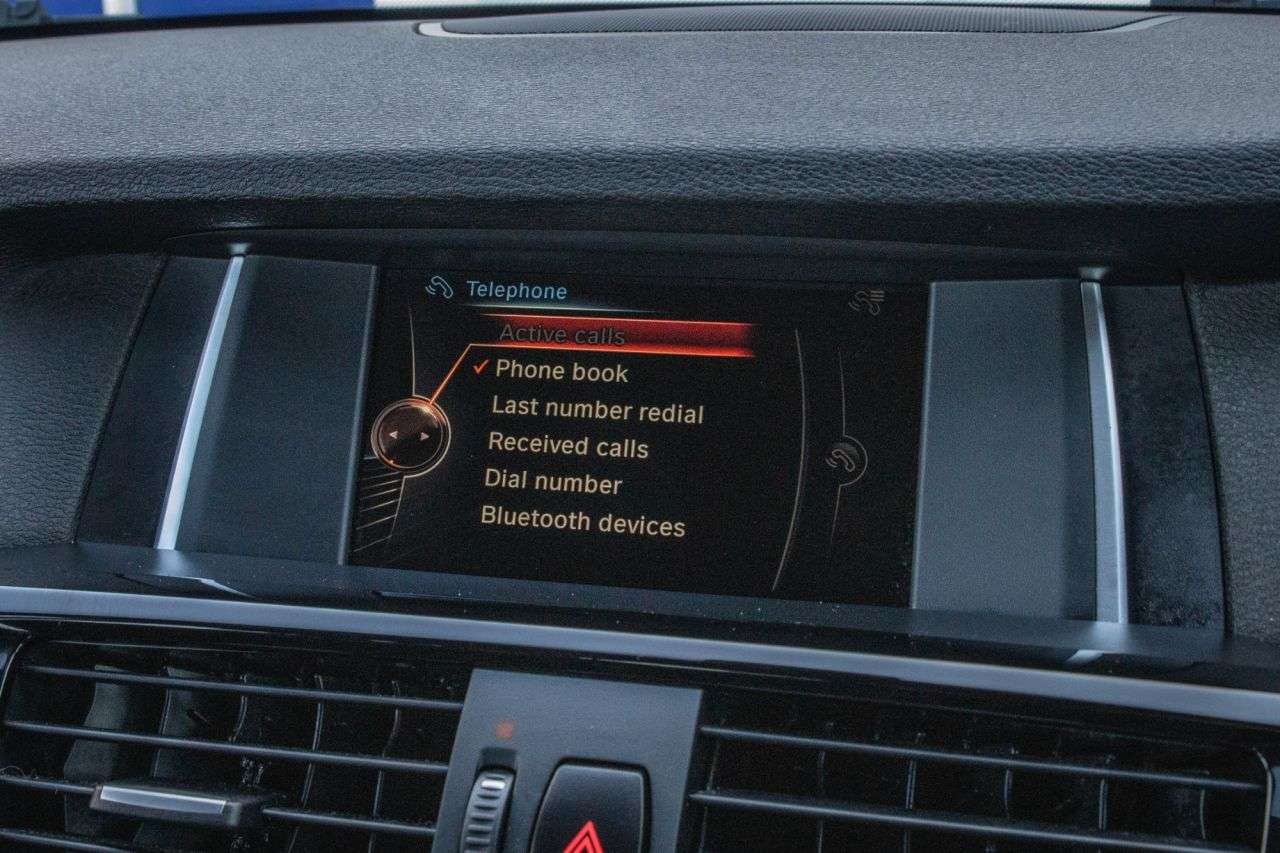 Telephone
Active calls
Phone book
Last number redial
Received calls
Dial number
Bluetooth devices